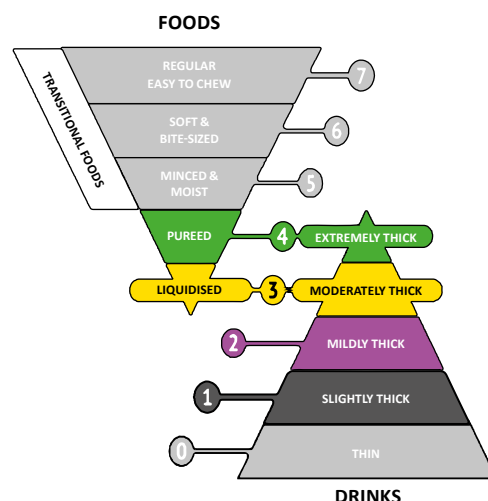 FOODS
TRANSITIONAL FOODS
REGULAR
EASY TO CHEW
7
SOFT &
BITE-SIZED
6
MINCED &
MOIST
5
PUREED
4
EXTREMELY THICK
LIQUIDISED
3
MODERATELY THICK
2
MILDLY THICK
1
SLIGHTLY THICK
0
THIN
DRINKS